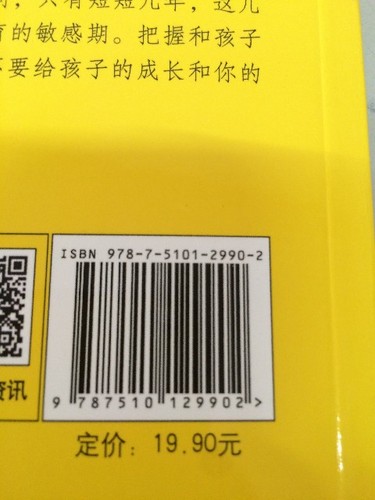 只有短短几年，这几
育的敏感期。把握和孩子
不要给孩子的成长和你的
ISBN 978-7-5101-2990-2
9 787510 129902 >
资讯
定价：19.90元